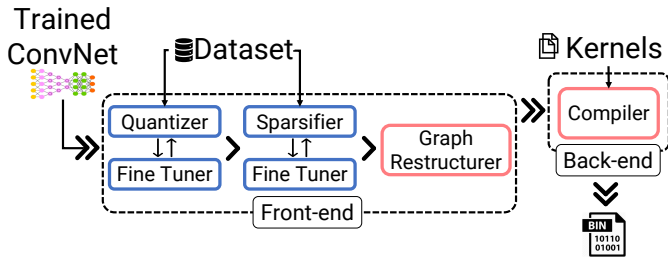 Trained
ConvNet
Dataset
Kernels
Quantizer
Sparsifier
Compiler
Graph
Restructurer
Fine Tuner
Fine Tuner
Back-end
Front-end
BIN
10110
01001